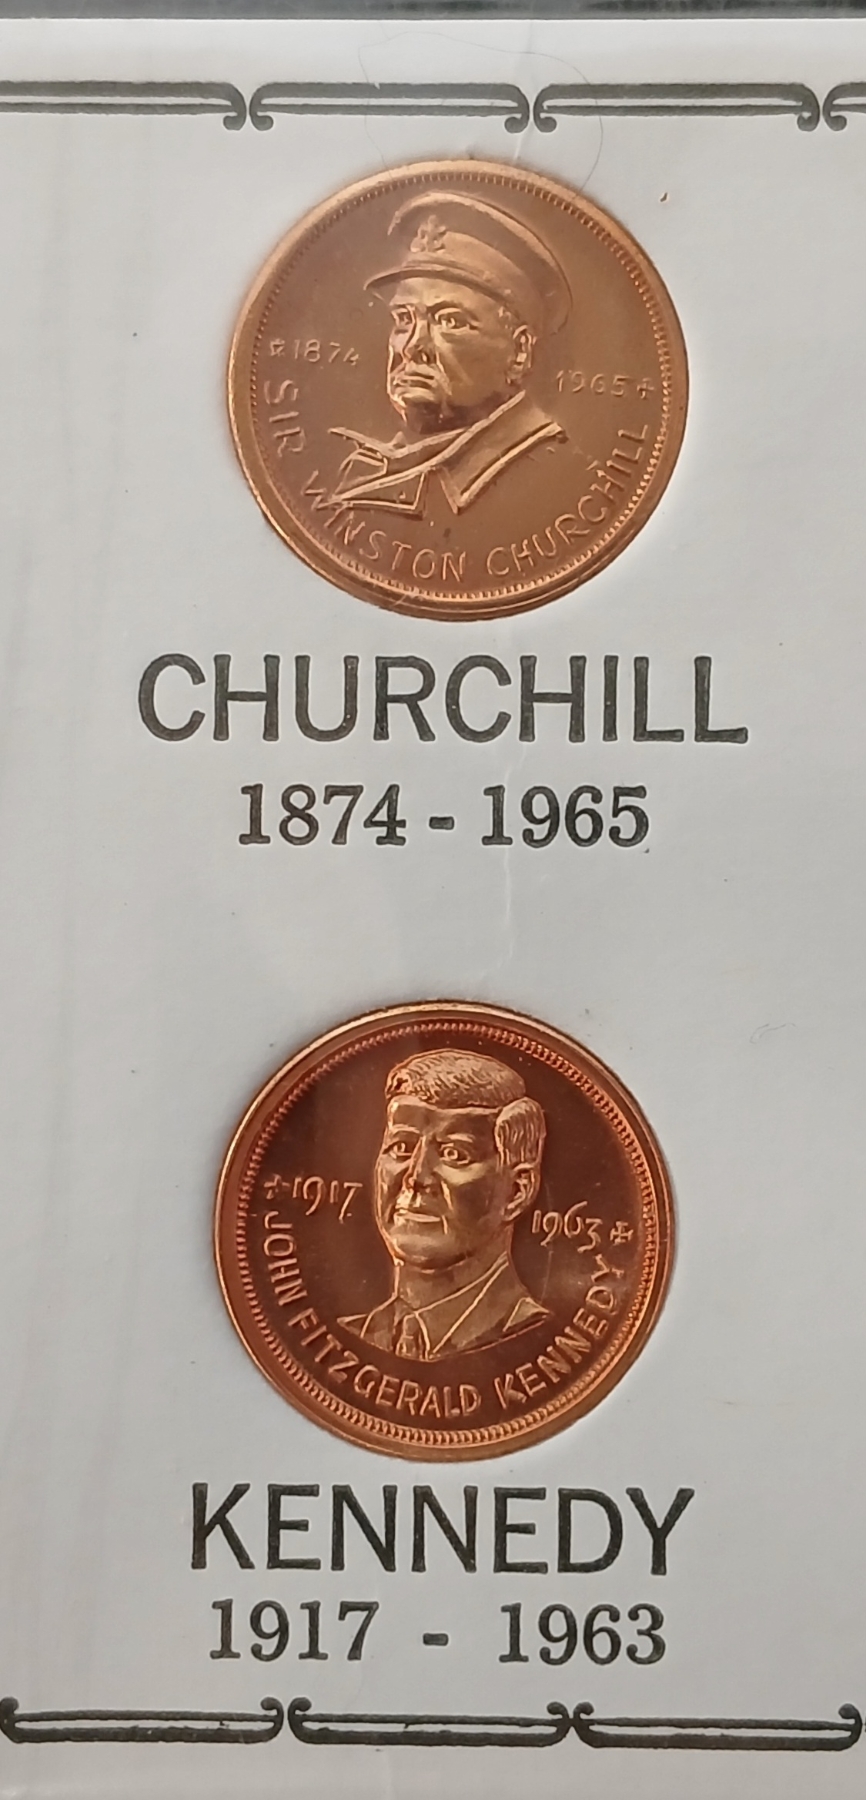 1874
1965
SIR WINSTON CHURCHILL
CHURCHILL
1874 - 1965
1917
1963
JOHN FITZGERALD KENNEDY
KENNEDY
1917 - 1963